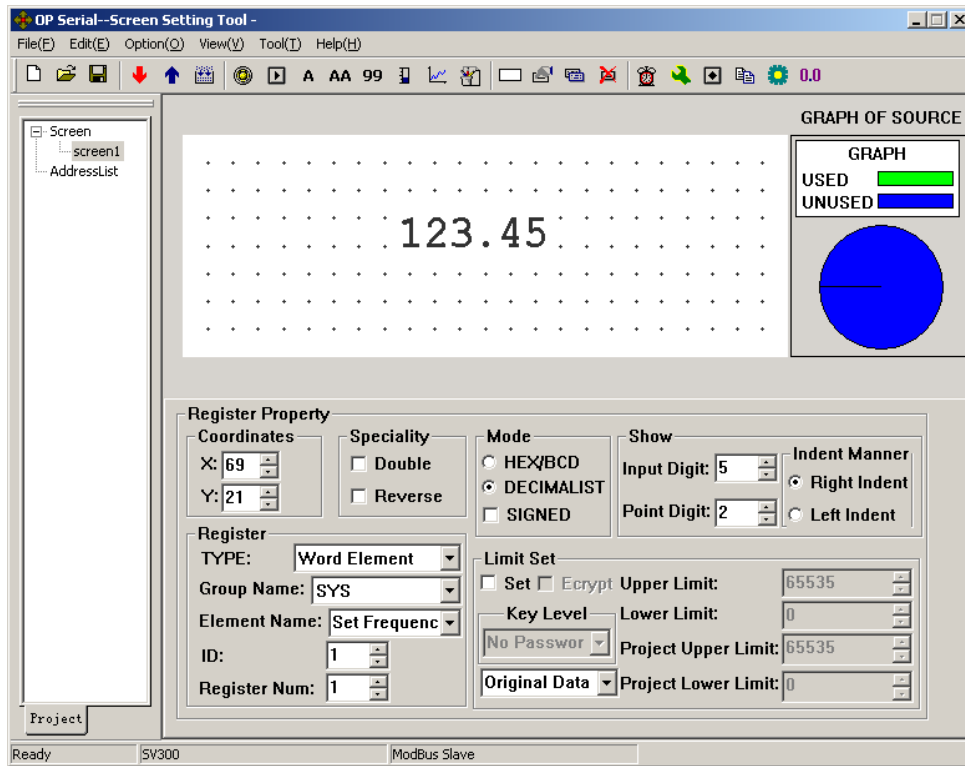 OP Serial--Screen Setting Tool -
File(F) Edit(E) Option(O) View(V) Tool(T) Help(H)
A AA 99 0.0
Screen
screen1
AddressList
GRAPH OF SOURCE
GRAPH
USED
UNUSED
123.45
Register Property
Coordinates
X: 69
Y: 21
Speciality
Double
Reverse
Mode
HEX/BCD
DECIMALIST
SIGNED
Show
Input Digit: 5
Point Digit: 2
Indent Manner
Right Indent
Left Indent
Register
TYPE: Word Element
Group Name: SYS
Element Name: Set Frequenc
ID: 1
Register Num: 1
Limit Set
Set Ecrypt Upper Limit: 65535
Key Level Lower Limit: 0
No Passwor Project Upper Limit: 65535
Original Data Project Lower Limit: 0
Project
Ready SV300 ModBus Slave